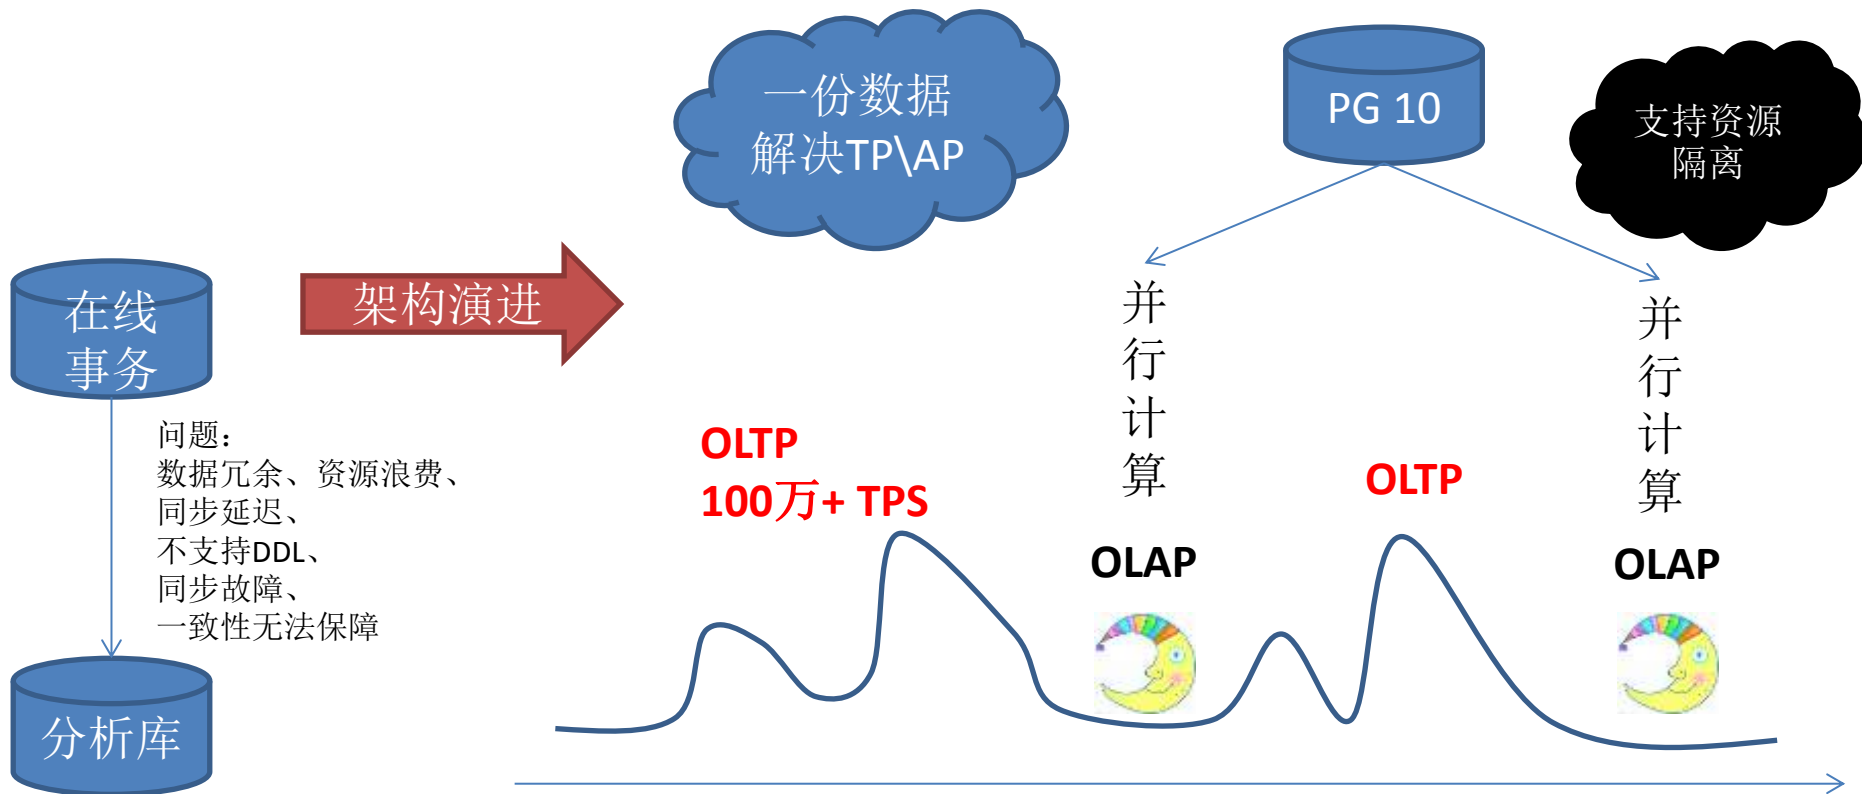 一份数据
解决TP\AP
PG 10
支持资源
隔离
在线
事务
架构演进
问题：
数据冗余、资源浪费、
同步延迟、
不支持DDL、
同步故障、
一致性无法保障
分析库
OLTP
100万+ TPS
并
行
计
算
OLAP
OLTP
并
行
计
算
OLAP